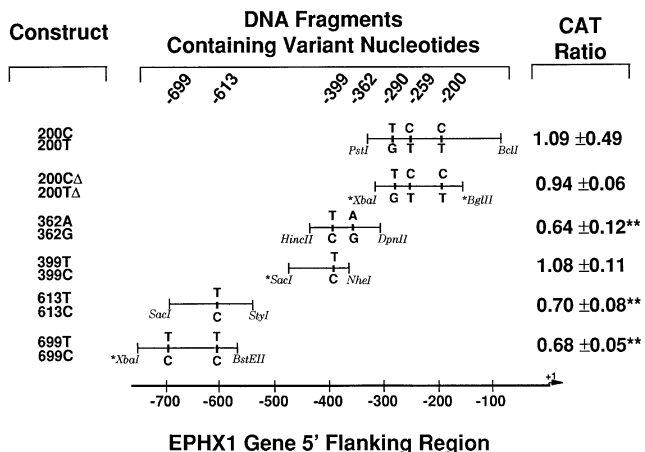 Construct
DNA Fragments
Containing Variant Nucleotides
CAT
Ratio
-699 -613 -399 -362 -290 -259 -200
200C
200T
T C C
PstI BclI
G T T
1.09 ±0.49
200CΔ
200TΔ
T C C
*XbaI *BglII
G T T
0.94 ±0.06
362A
362G
T A
HincII DpnII
C G
0.64 ±0.12**
399T
399C
T
*SacI NheI
C
1.08 ±0.11
613T
613C
T
SacI StyI
C
0.70 ±0.08**
699T
699C
T T
*XbaI BstEII
C C
0.68 ±0.05**
+1
-700 -600 -500 -400 -300 -200 -100
EPHX1 Gene 5' Flanking Region